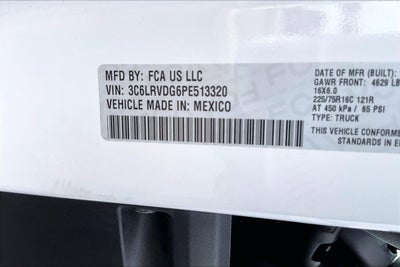 MFD BY: FCA US LLC
VIN: 3C6LRVDG6PE513320
VEHICLE MADE IN: MEXICO
DATE OF MFR (BUILT):
GAWR FRONT: 4629 LB
16X6.0
225/75R16C 121R
AT 450 kPa / 65 PSI
TYPE: TRUCK
THIS VEHICLE CONFORMS
STANDARDS IN E